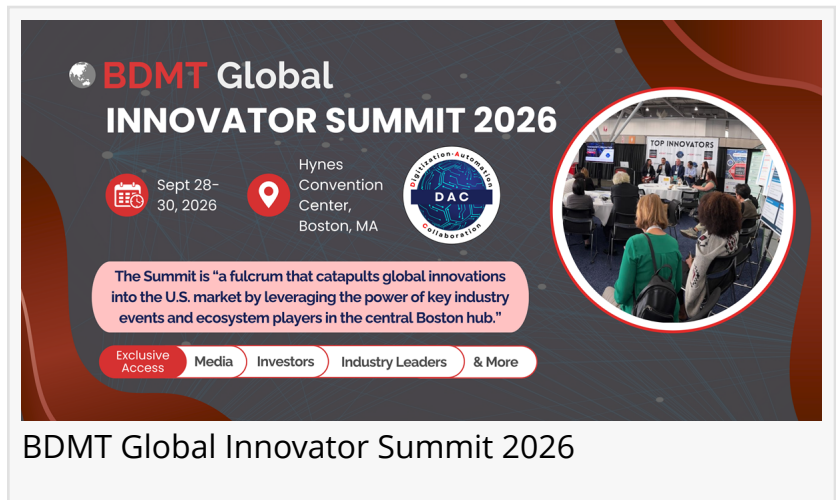 BDMT Global
INNOVATOR SUMMIT 2026
Sept 28-
30, 2026
Hynes
Convention
Center,
Boston, MA
Digitization-Automation
DAC
Collaboration
TOP INNOVATORS
The Summit is “a fulcrum that catapults global innovations
into the U.S. market by leveraging the power of key industry
events and ecosystem players in the central Boston hub.”
Exclusive
Access
Media
Investors
Industry Leaders
& More
BDMT Global Innovator Summit 2026